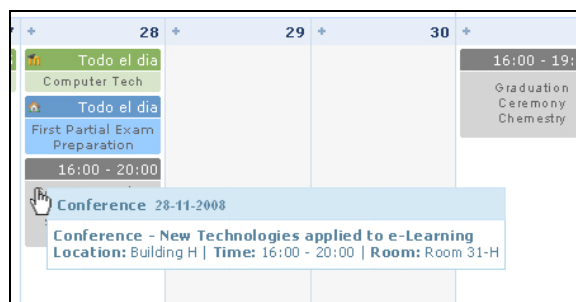 + 28 + 29 + 30 +
Todo el dia
Computer Tech
Todo el dia
First Partial Exam
Preparation
16:00 - 20:00
16:00 - 19:
Graduation
Ceremony
Chemestry
Conference 28-11-2008
Conference - New Technologies applied to e-Learning
Location: Building H | Time: 16:00 - 20:00 | Room: Room 31-H